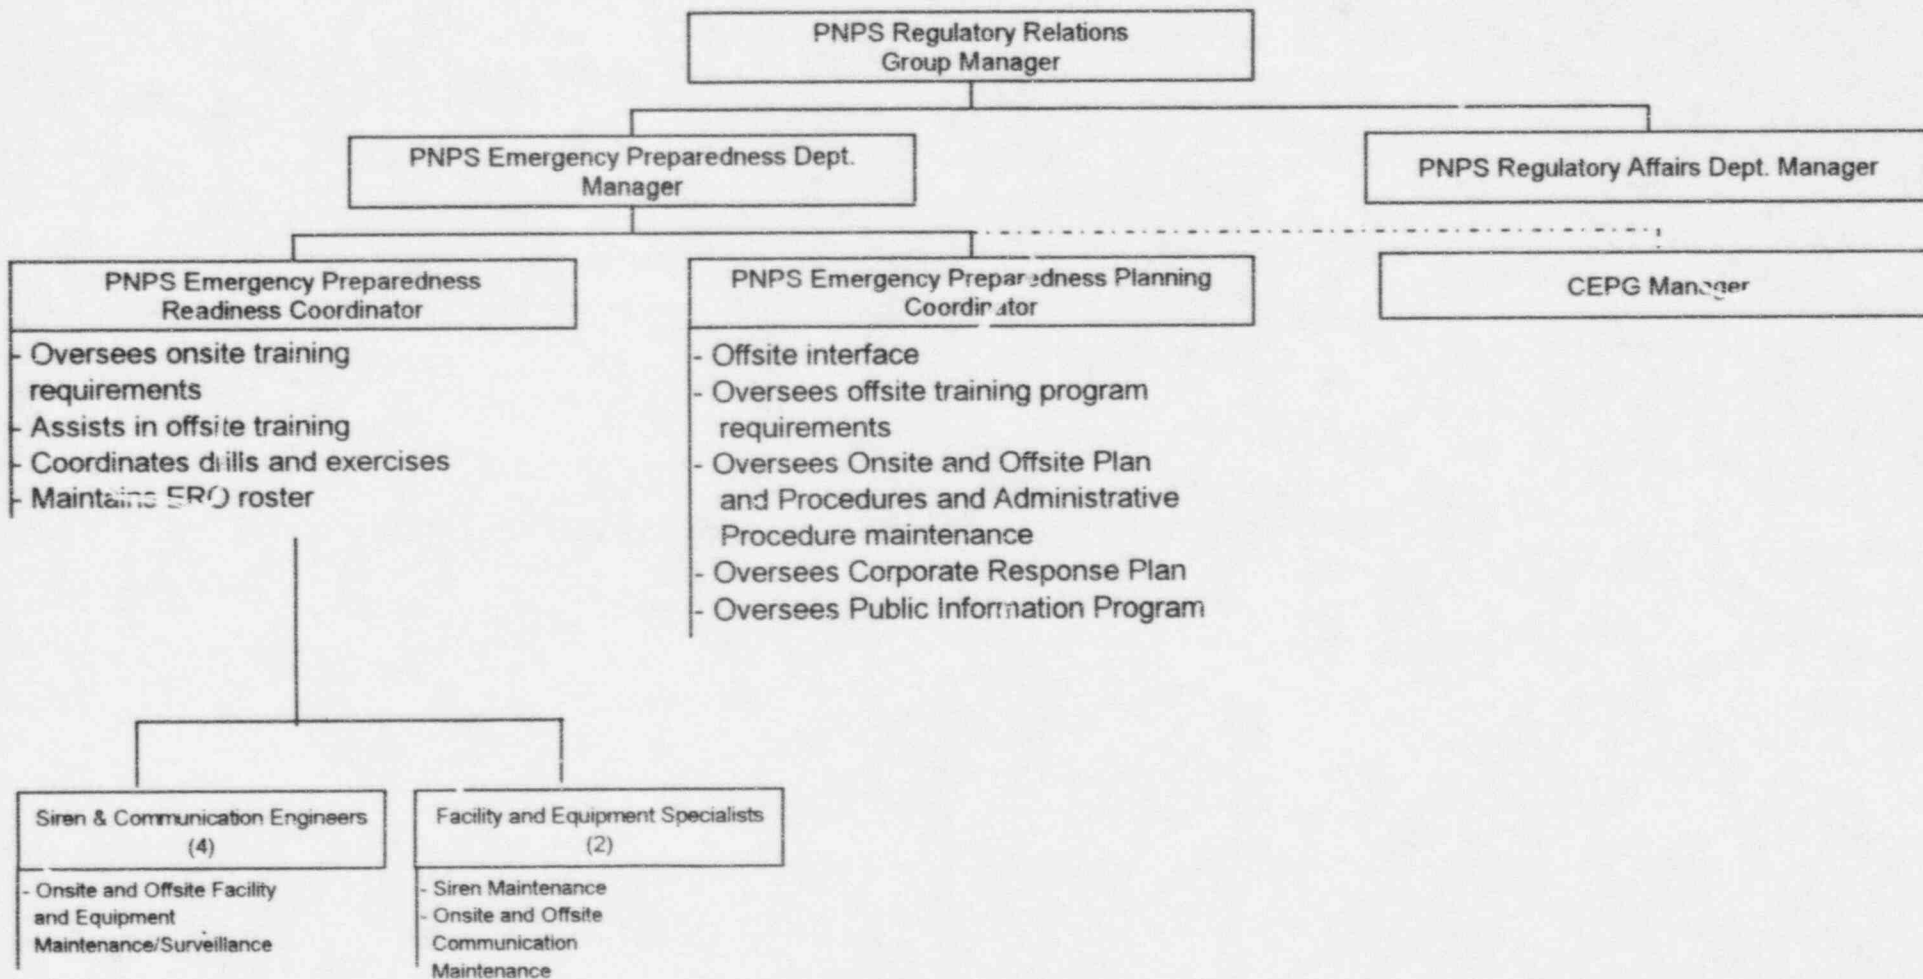 PNPS Regulatory Relations
Group Manager
PNPS Emergency Preparedness Dept.
Manager
PNPS Regulatory Affairs Dept. Manager
PNPS Emergency Preparedness
Readiness Coordinator
- Oversees onsite training
requirements
- Assists in offsite training
- Coordinates drills and exercises
- Maintains ERO roster
PNPS Emergency Preparedness Planning
Coordinator
- Offsite interface
- Oversees offsite training program
requirements
- Oversees Onsite and Offsite Plan
and Procedures and Administrative
Procedure maintenance
- Oversees Corporate Response Plan
- Oversees Public Information Program
CEPG Manager
Siren & Communication Engineers
(4)
- Onsite and Offsite Facility
and Equipment
Maintenance/Surveillance
Facility and Equipment Specialists
(2)
- Siren Maintenance
- Onsite and Offsite
Communication
Maintenance